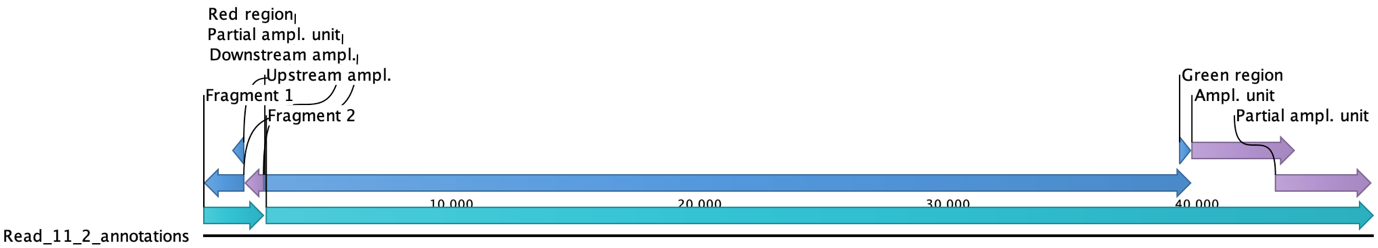 Red region
Partial ampl. unit
Downstream ampl.
Upstream ampl.
Green region
Fragment 1
Ampl. unit
Fragment 2
Partial ampl. unit
10 000
20 000
30 000
40 000
Read_11_2_annotations